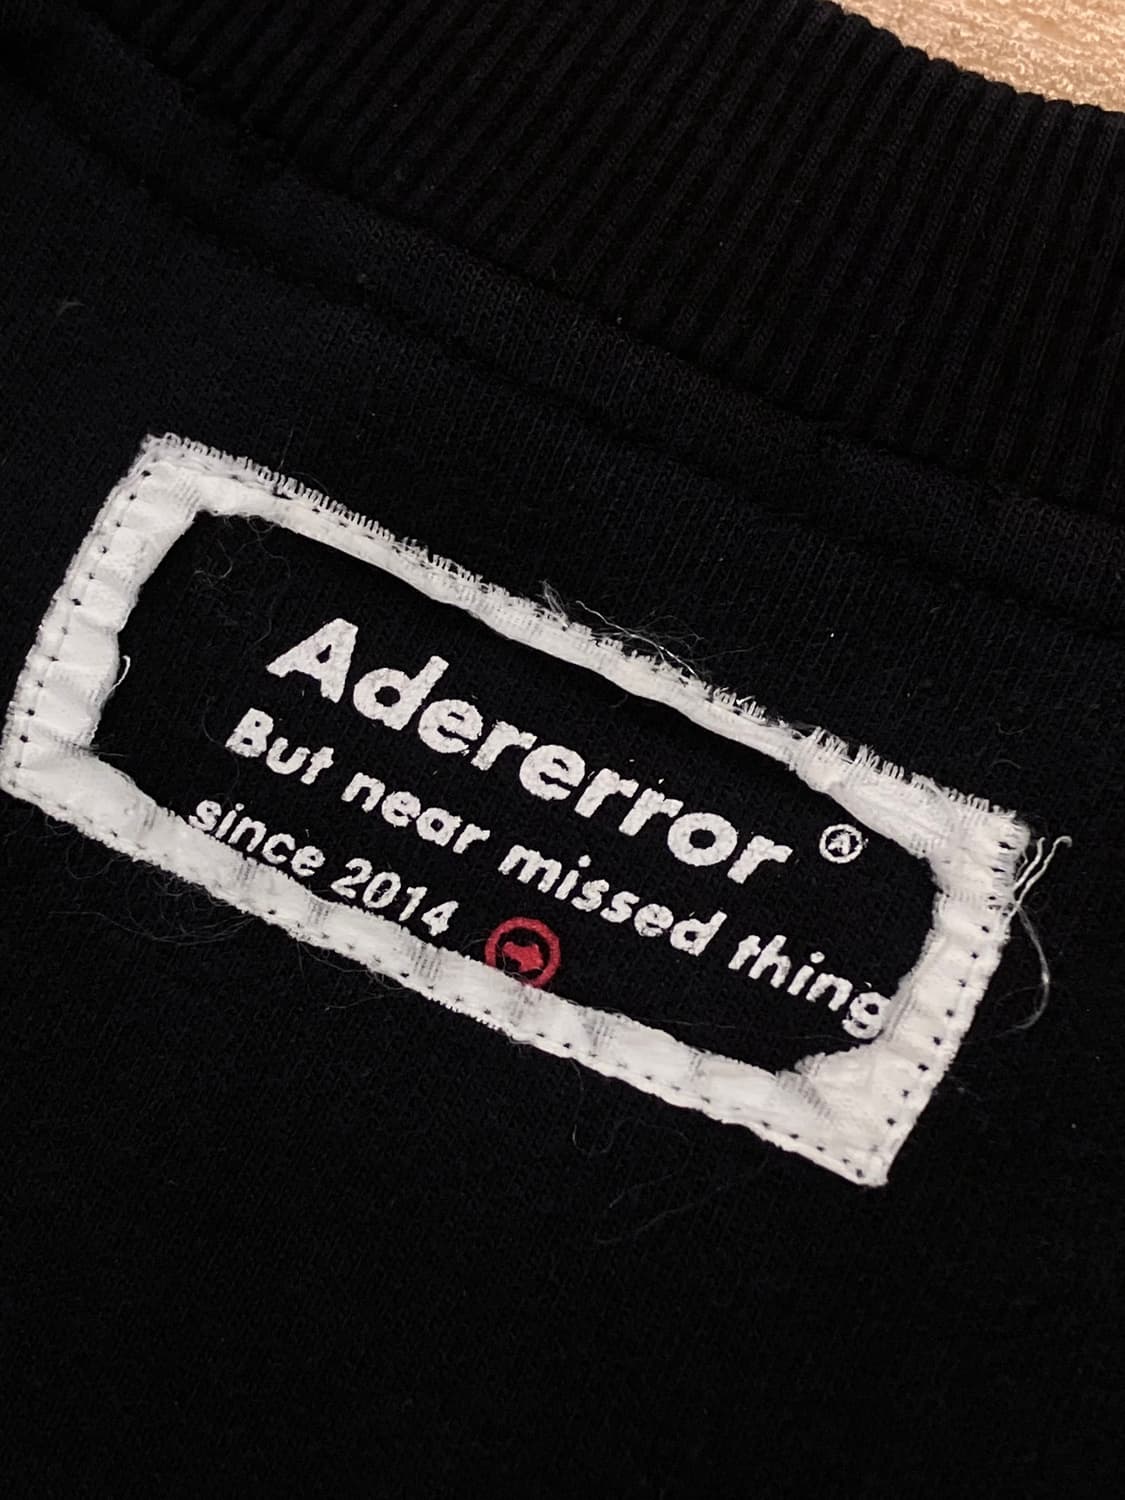 Adererror Ⓐ
But near missed thing
since 2014